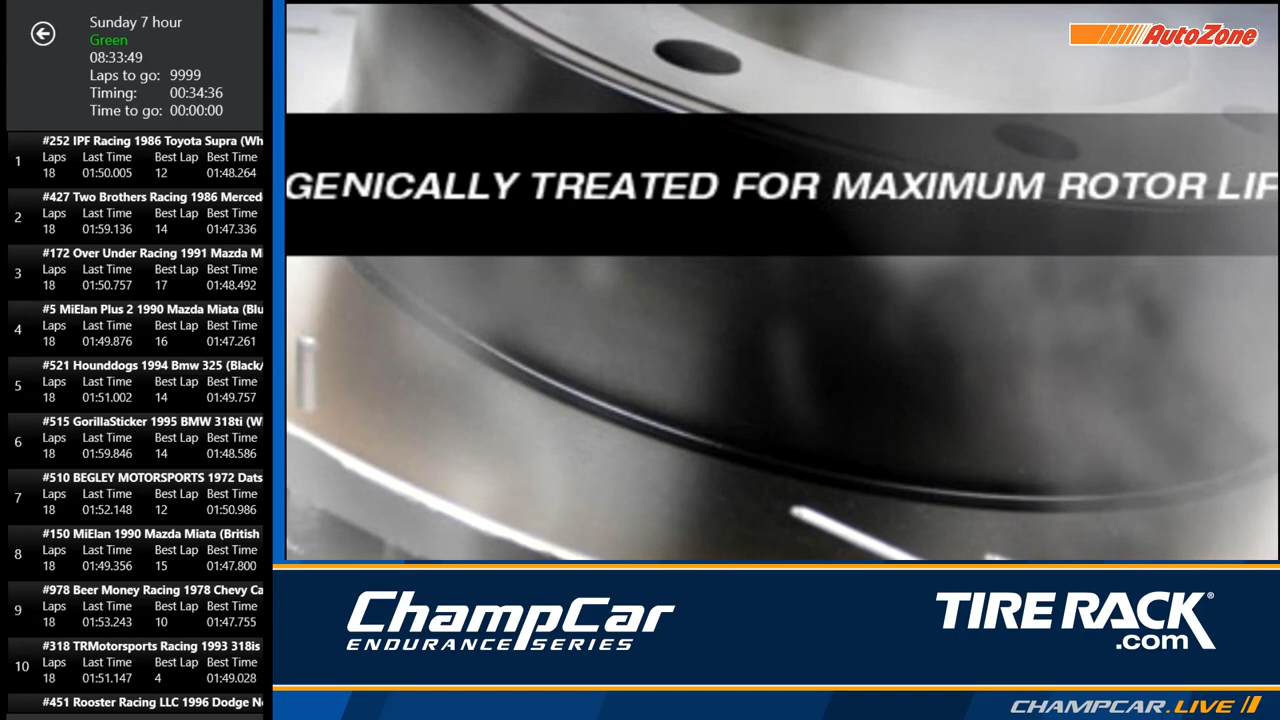 Sunday 7 hour
Green
08:33:49
Laps to go: 9999
Timing: 00:34:36
Time to go: 00:00:00
1 #252 IPF Racing 1986 Toyota Supra (Wh
Laps Last Time Best Lap Best Time
18 01:50.005 12 01:48.264
2 #427 Two Brothers Racing 1986 Merced
Laps Last Time Best Lap Best Time
18 01:59.136 14 01:47.336
3 #172 Over Under Racing 1991 Mazda Mi
Laps Last Time Best Lap Best Time
18 01:50.757 17 01:48.492
4 #5 MiElan Plus 2 1990 Mazda Miata (Blu
Laps Last Time Best Lap Best Time
18 01:49.876 16 01:47.261
5 #521 Hounddogs 1994 Bmw 325 (Black/
Laps Last Time Best Lap Best Time
18 01:51.002 14 01:49.757
6 #515 GorillaSticker 1995 BMW 318ti (W
Laps Last Time Best Lap Best Time
18 01:59.846 14 01:48.586
7 #510 BEGLEY MOTORSPORTS 1972 Dats
Laps Last Time Best Lap Best Time
18 01:52.148 12 01:50.986
8 #150 MiElan 1990 Mazda Miata (British
Laps Last Time Best Lap Best Time
18 01:49.356 15 01:47.800
9 #978 Beer Money Racing 1978 Chevy Ca
Laps Last Time Best Lap Best Time
18 01:53.243 10 01:47.755
10 #318 TRMotorsports Racing 1993 318is
Laps Last Time Best Lap Best Time
18 01:51.147 4 01:49.028
#451 Rooster Racing LLC 1996 Dodge Ne
AutoZone
GENICALLY TREATED FOR MAXIMUM ROTOR LIF
ChampCar
ENDURANCE SERIES
TIRE RACK®
.com
CHAMPCAR.LIVE